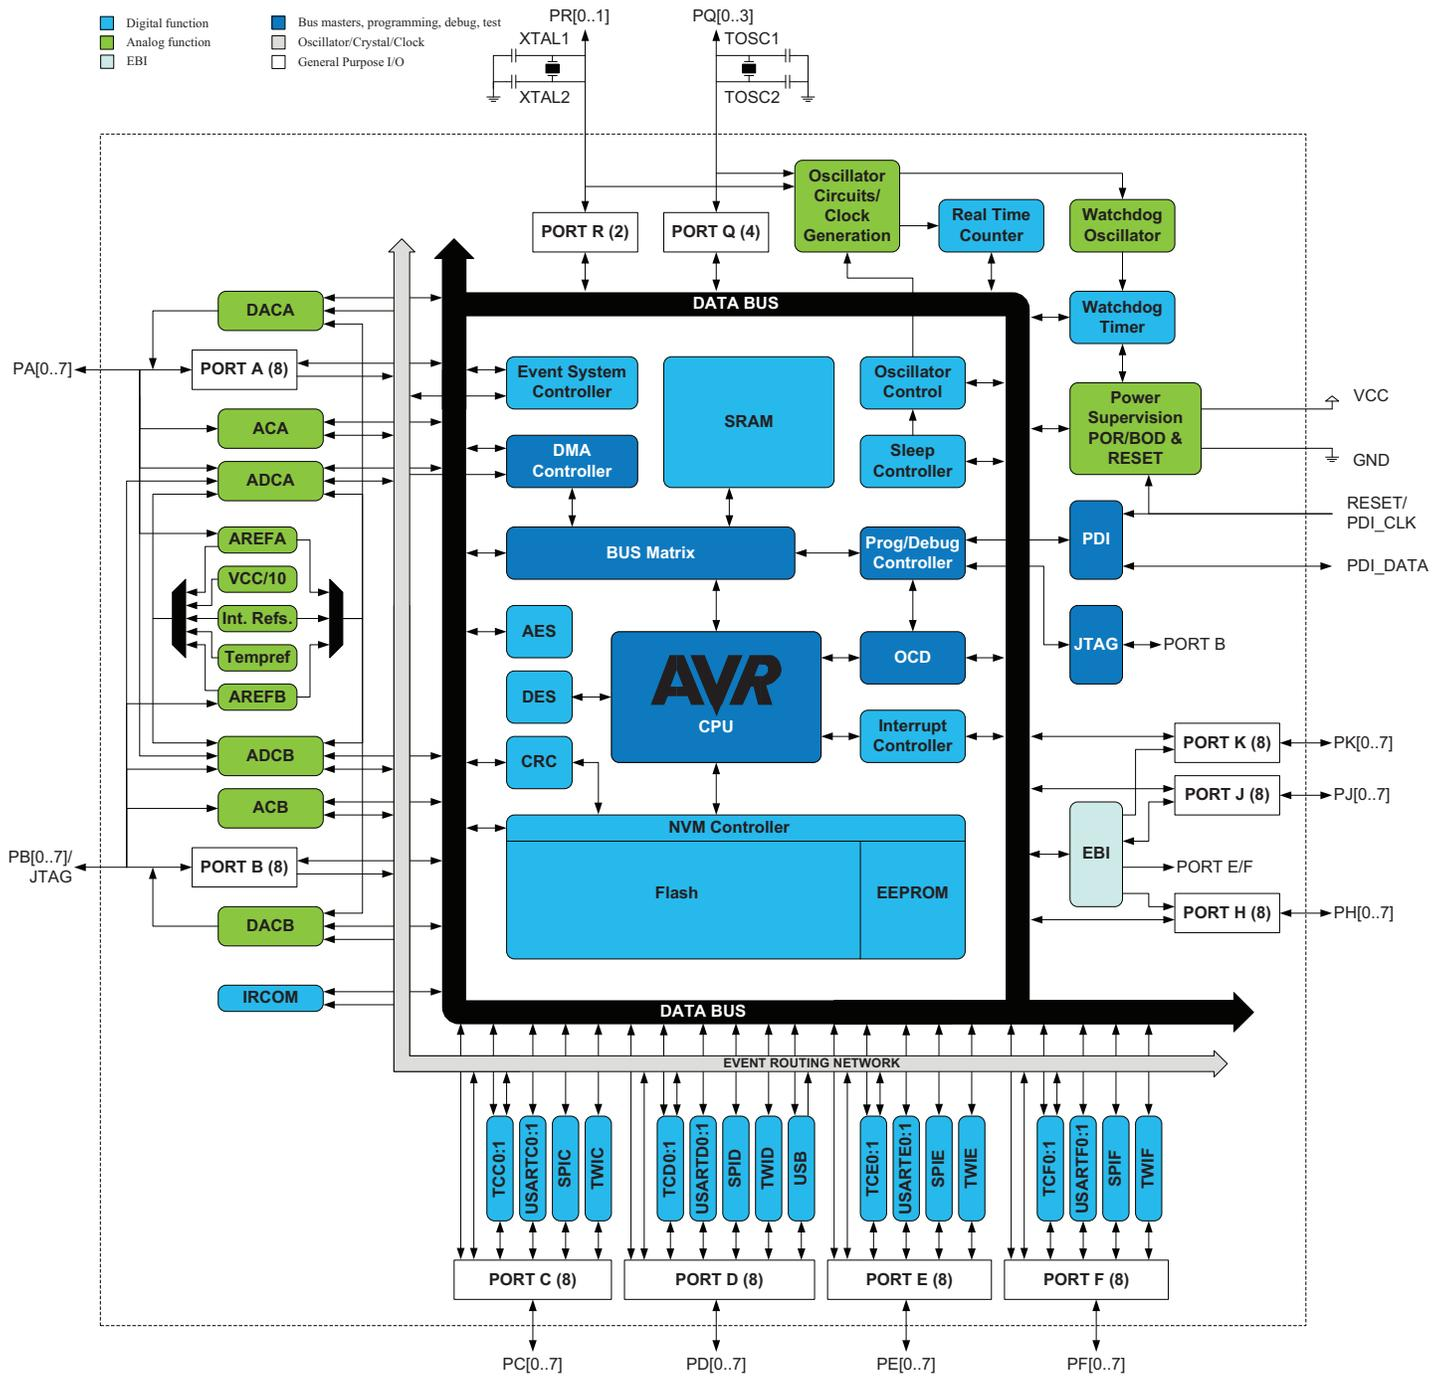 Digital function
Analog function
EBI
Bus masters, programming, debug, test
Oscillator/Crystal/Clock
General Purpose I/O
PR[0..1]
XTAL1
XTAL2
PQ[0..3]
TOSC1
TOSC2
PORT R (2)
PORT Q (4)
Oscillator
Circuits/
Clock
Generation
Real Time
Counter
Watchdog
Oscillator
DATA BUS
Watchdog
Timer
DACA
PA[0..7]
PORT A (8)
ACA
ADCA
AREFA
VCC/10
Int. Refs.
Tempref
AREFB
ADCB
ACB
PB[0..7]/
JTAG
PORT B (8)
DACB
IRCOM
Event System
Controller
SRAM
Oscillator
Control
DMA
Controller
Sleep
Controller
BUS Matrix
Prog/Debug
Controller
AES
DES
CRC
AVR
CPU
OCD
Interrupt
Controller
NVM Controller
Flash
EEPROM
Power
Supervision
POR/BOD &
RESET
VCC
GND
RESET/
PDI_CLK
PDI
PDI_DATA
JTAG
PORT B
PORT K (8)
PK[0..7]
PORT J (8)
PJ[0..7]
EBI
PORT E/F
PORT H (8)
PH[0..7]
DATA BUS
EVENT ROUTING NETWORK
TCC0:1
USARTC0:1
SPIC
TWIC
TCD0:1
USARTD0:1
SPID
TWID
USB
TCE0:1
USARTE0:1
SPIE
TWIE
TCF0:1
USARTF0:1
SPIF
TWIF
PORT C (8)
PORT D (8)
PORT E (8)
PORT F (8)
PC[0..7]
PD[0..7]
PE[0..7]
PF[0..7]